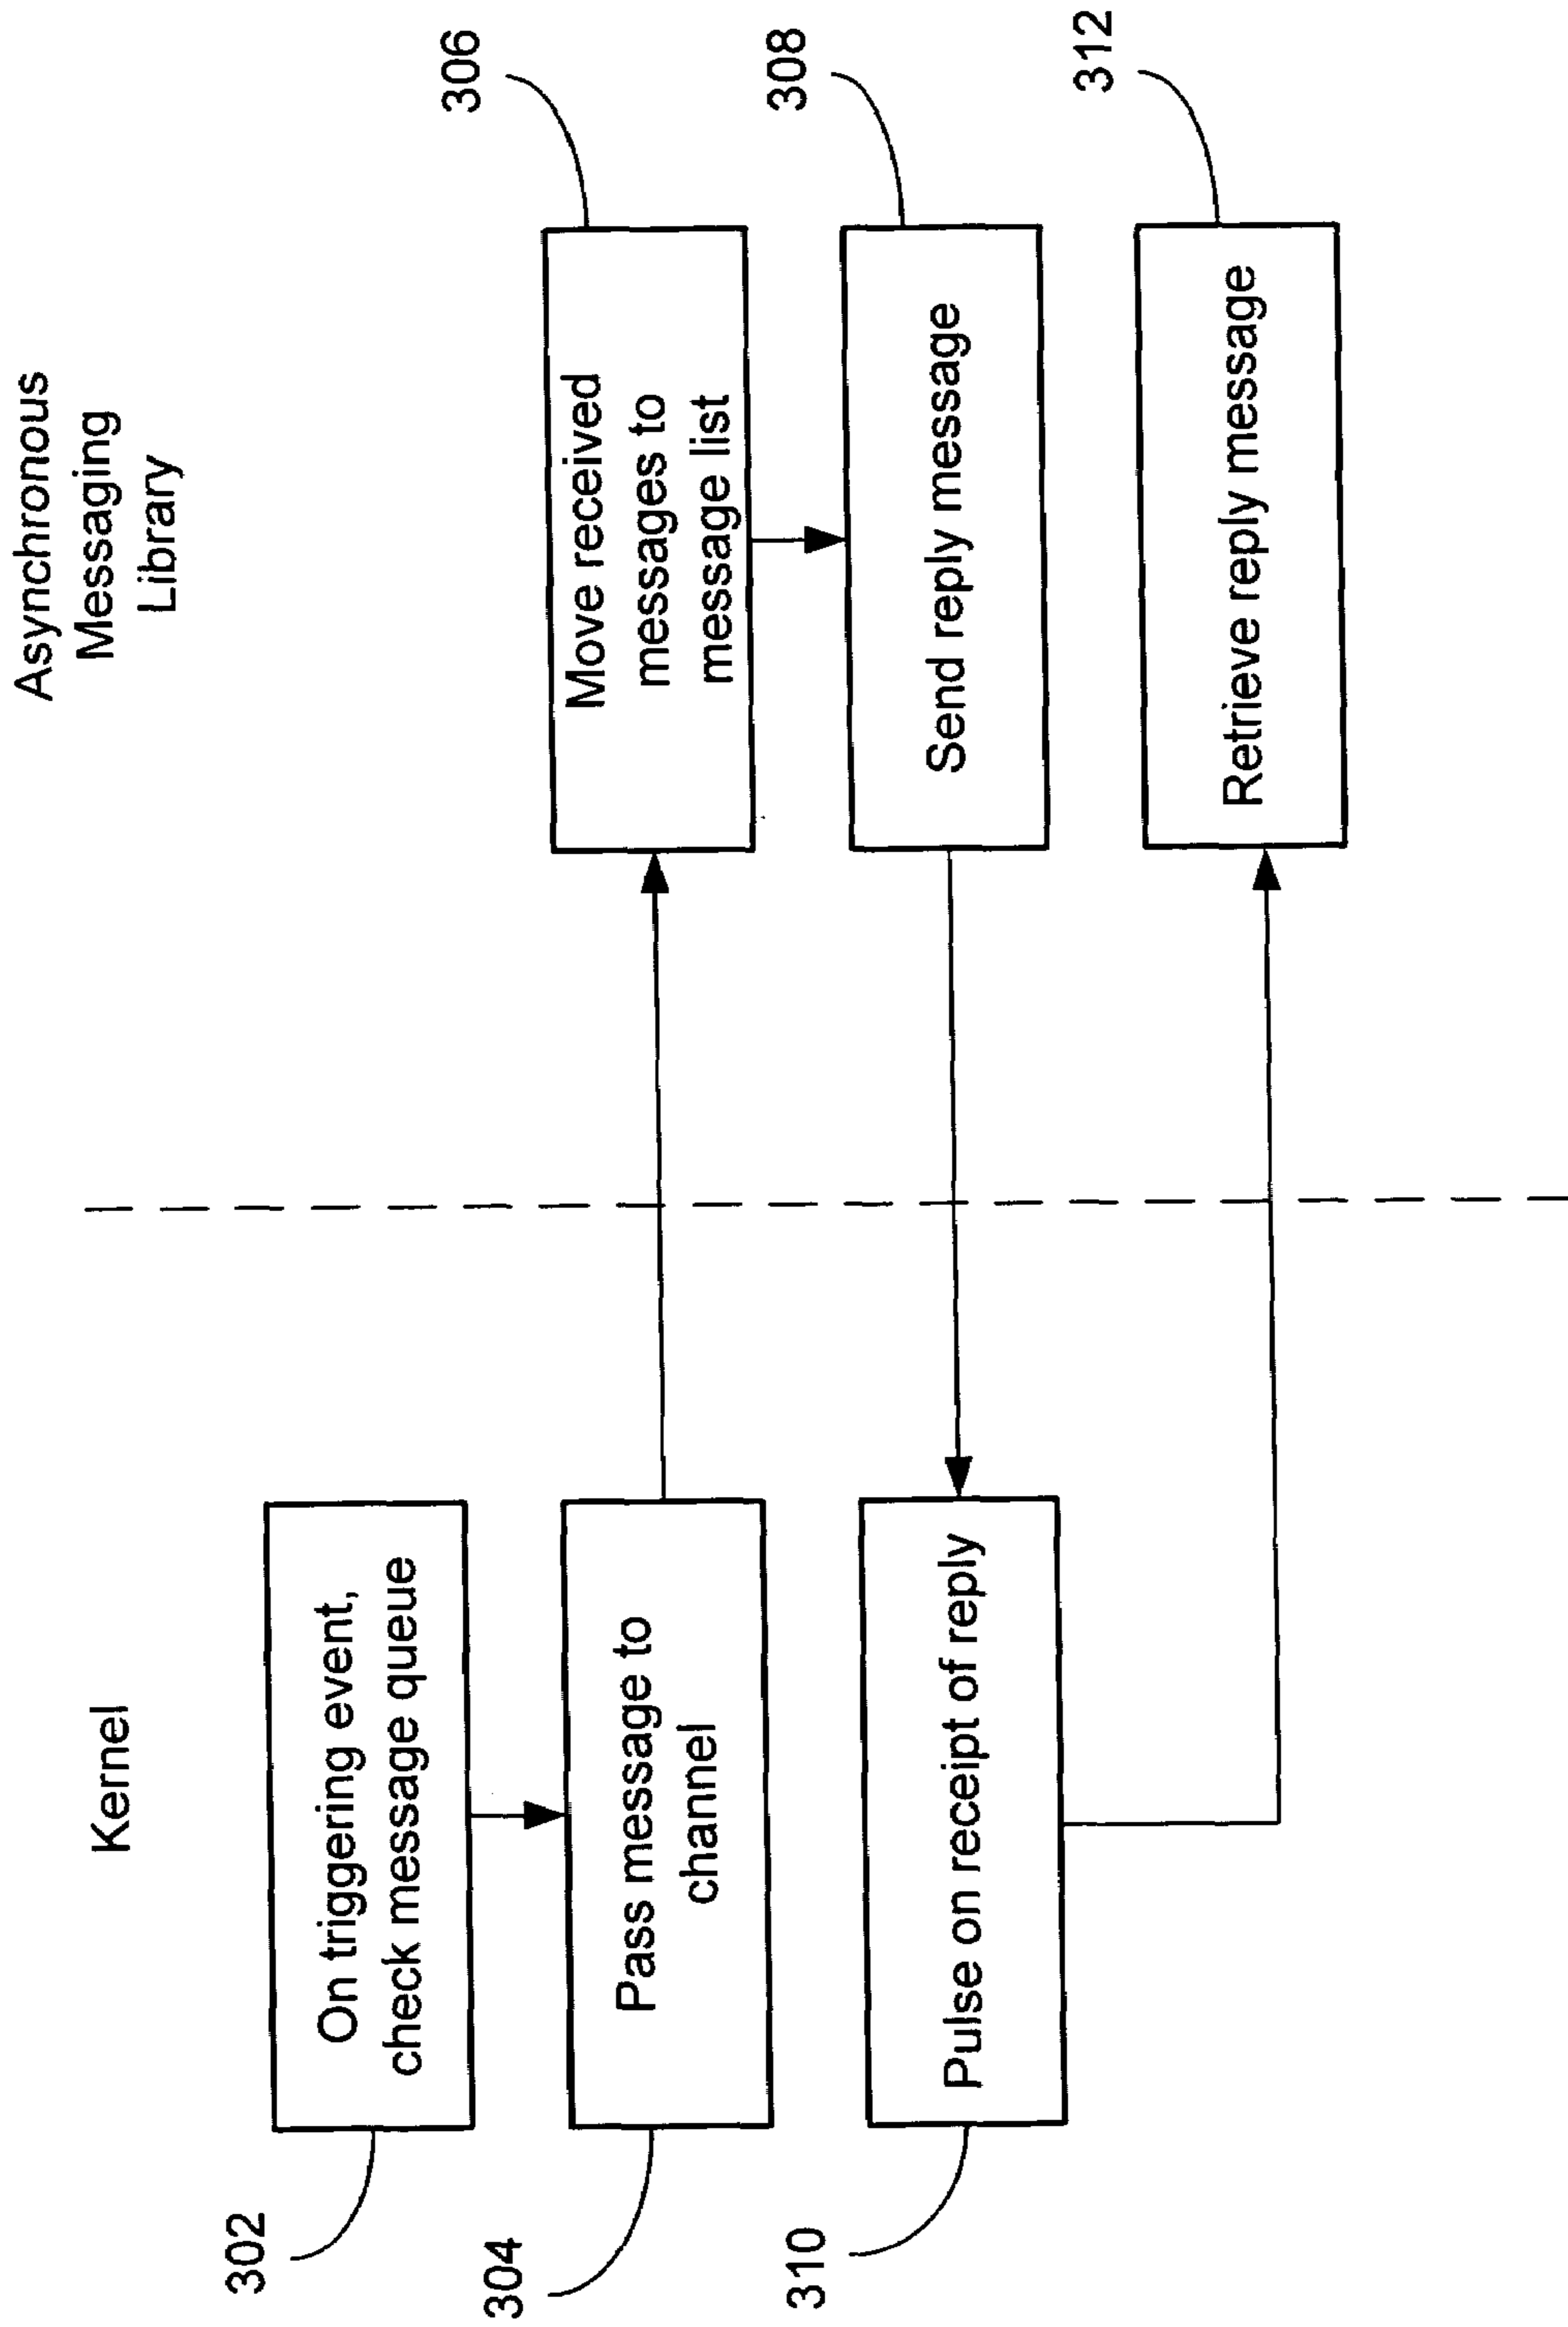 Kernel
Asynchronous
Messaging
Library
302
On triggering event,
check message queue
304
Pass message to
channel
306
Move received
messages to
message list
308
Send reply message
310
Pulse on receipt of reply
312
Retrieve reply message